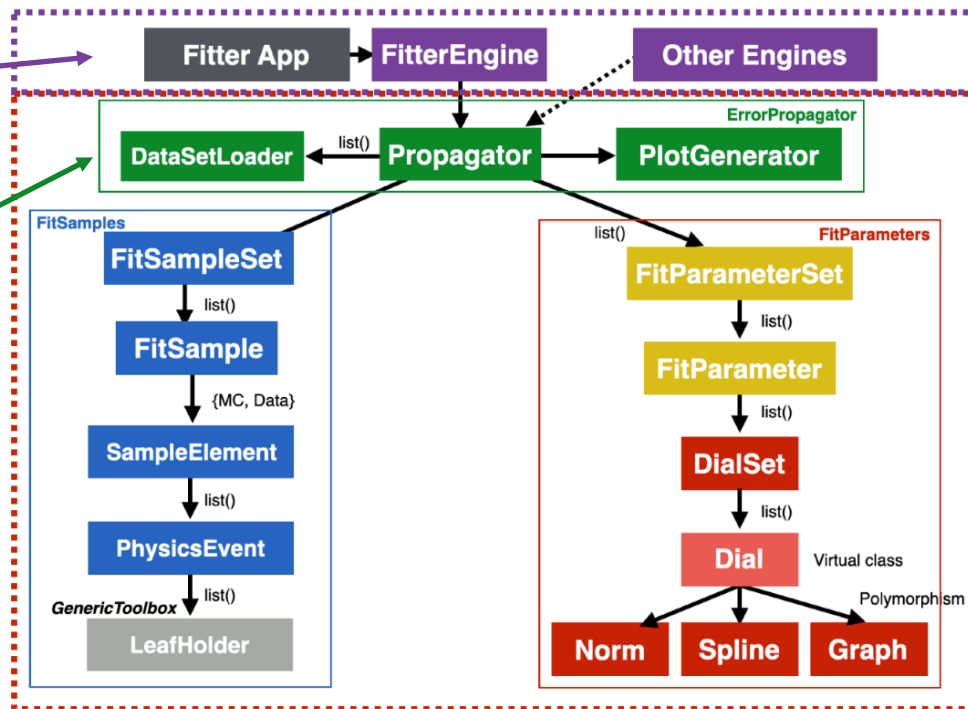 Fitter App
FitterEngine
Other Engines
ErrorPropagator
DataSetLoader
list()
Propagator
PlotGenerator
FitSamples
FitSampleSet
list()
FitSample
{MC, Data}
SampleElement
list()
PhysicsEvent
list()
GenericToolbox
LeafHolder
list()
FitParameters
FitParameterSet
list()
FitParameter
list()
DialSet
list()
Dial
Virtual class
Polymorphism
Norm
Spline
Graph